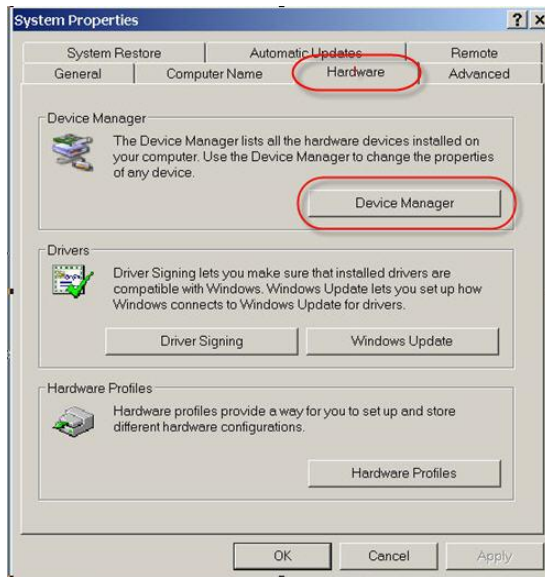 System Properties
System Restore Automatic Updates Remote
General Computer Name Hardware Advanced
Device Manager
The Device Manager lists all the hardware devices installed on
your computer. Use the Device Manager to change the properties
of any device.
Device Manager
Drivers
Driver Signing lets you make sure that installed drivers are
compatible with Windows. Windows Update lets you set up how
Windows connects to Windows Update for drivers.
Driver Signing Windows Update
Hardware Profiles
Hardware profiles provide a way for you to set up and store
different hardware configurations.
Hardware Profiles
OK Cancel Apply